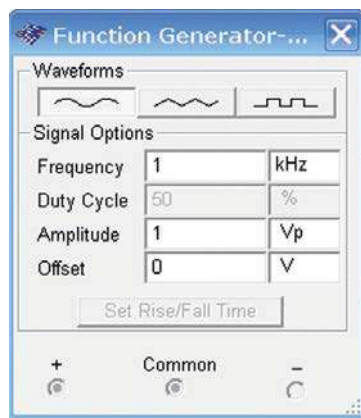 Function Generator-...
Waveforms
Signal Options
Frequency 1 kHz
Duty Cycle 50 %
Amplitude 1 Vp
Offset 0 V
Set Rise/Fall Time
+ Common −